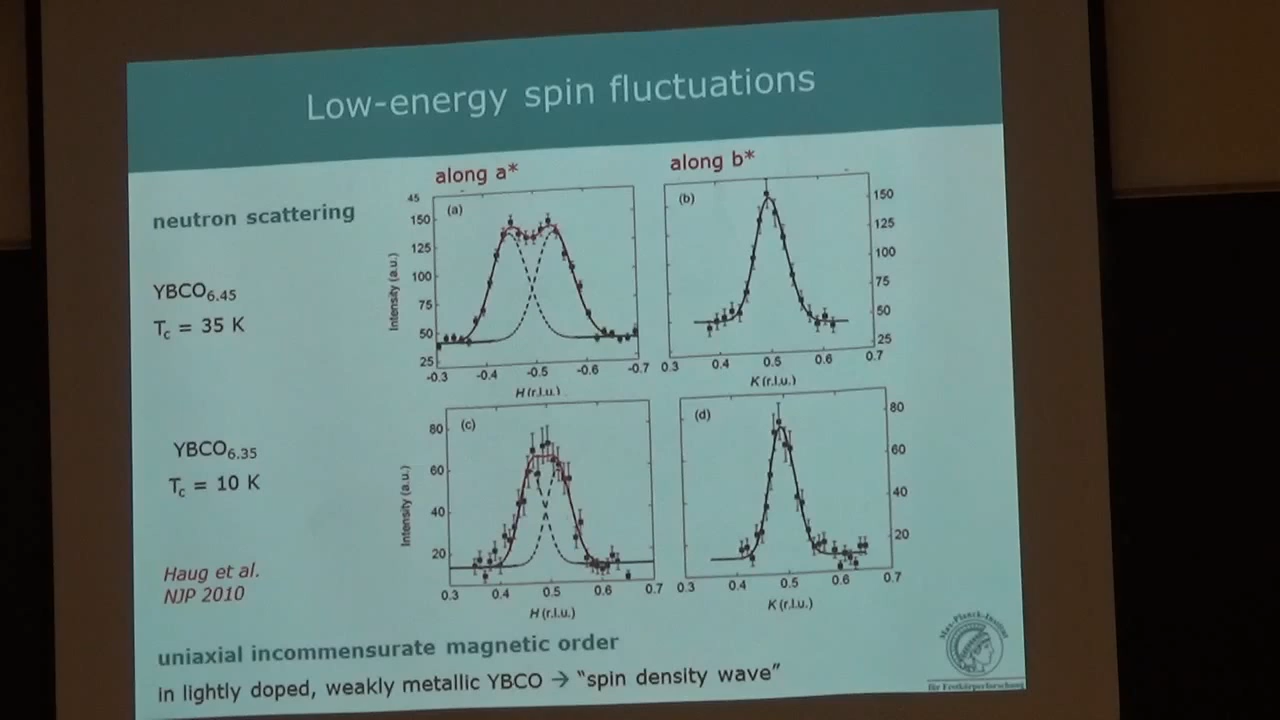 Low-energy spin fluctuations
along a*
along b*
neutron scattering
YBCO6.45
Tc = 35 K
45
150
125
100
75
50
25
(a)
Intensity (a.u.)
-0.3 -0.4 -0.5 -0.6 -0.7
H (r.l.u.)
(b)
150
125
100
75
50
25
0.3 0.4 0.5 0.6 0.7
K (r.l.u.)
YBCO6.35
Tc = 10 K
80
60
40
20
(c)
Intensity (a.u.)
0.3 0.4 0.5 0.6 0.7
H (r.l.u.)
(d)
80
60
40
20
0.3 0.4 0.5 0.6 0.7
K (r.l.u.)
Haug et al.
NJP 2010
uniaxial incommensurate magnetic order
in lightly doped, weakly metallic YBCO → “spin density wave”
Max-Planck-Institut
für Festkörperforschung